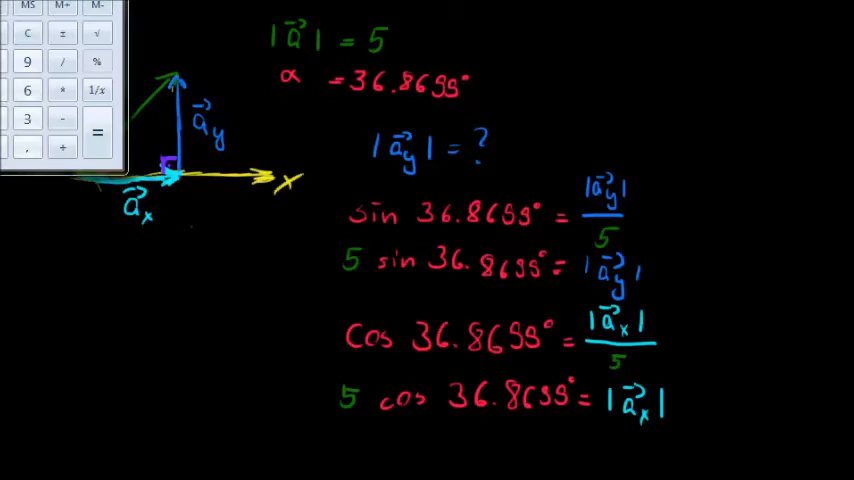 MS M+ M-
C ± √
9 / %
6 * 1/x
3 - =
, ÷
|a⃗| = 5
α = 36.8699°
a⃗y
|a⃗y| = ?
x
a⃗x
sin 36.8699° = |a⃗y| / 5
5 sin 36.8699° = |a⃗y|
cos 36.8699° = |a⃗x| / 5
5 cos 36.8699° = |a⃗x|